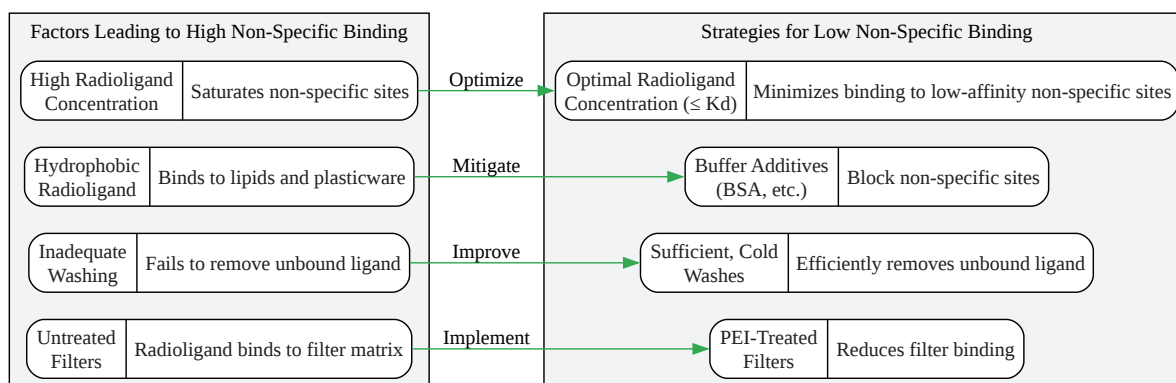 Factors Leading to High Non-Specific Binding
Strategies for Low Non-Specific Binding
High Radioligand
Concentration
Saturates non-specific sites
Optimize
Optimal Radioligand
Concentration (≤ Kd)
Minimizes binding to low-affinity non-specific sites
Hydrophobic
Radioligand
Binds to lipids and plasticware
Mitigate
Buffer Additives
(BSA, etc.)
Block non-specific sites
Inadequate
Washing
Fails to remove unbound ligand
Improve
Sufficient, Cold
Washes
Efficiently removes unbound ligand
Untreated
Filters
Radioligand binds to filter matrix
Implement
PEI-Treated
Filters
Reduces filter binding